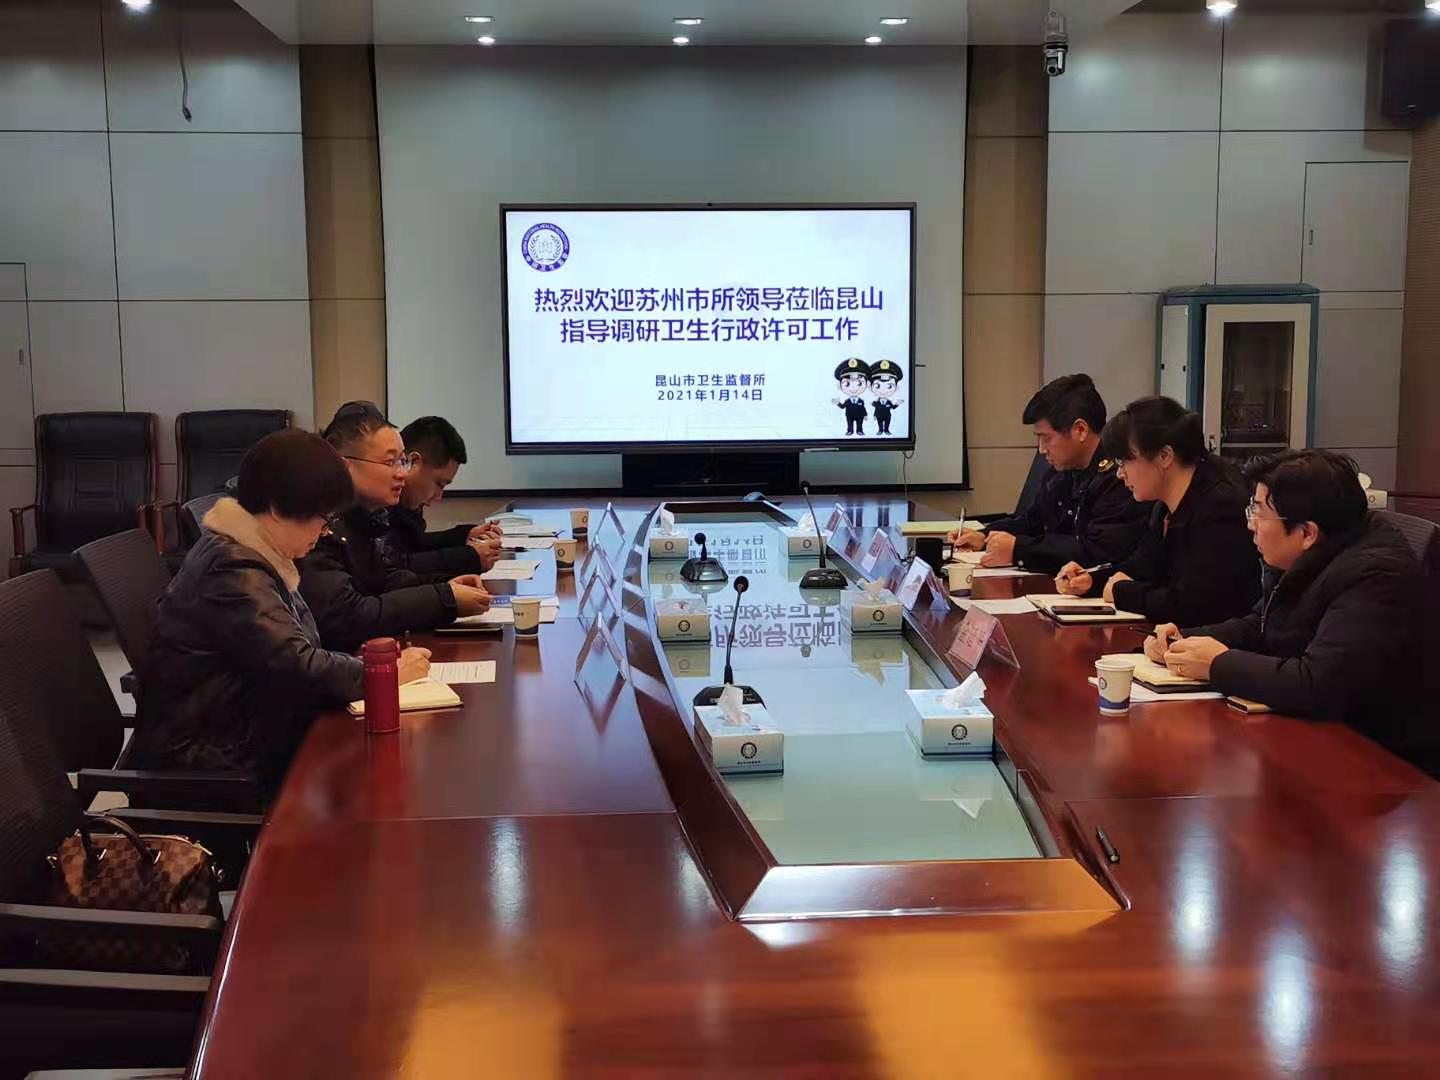 热烈欢迎苏州市所领导莅临昆山
指导调研卫生行政许可工作
昆山市卫生监督所
2021年1月14日